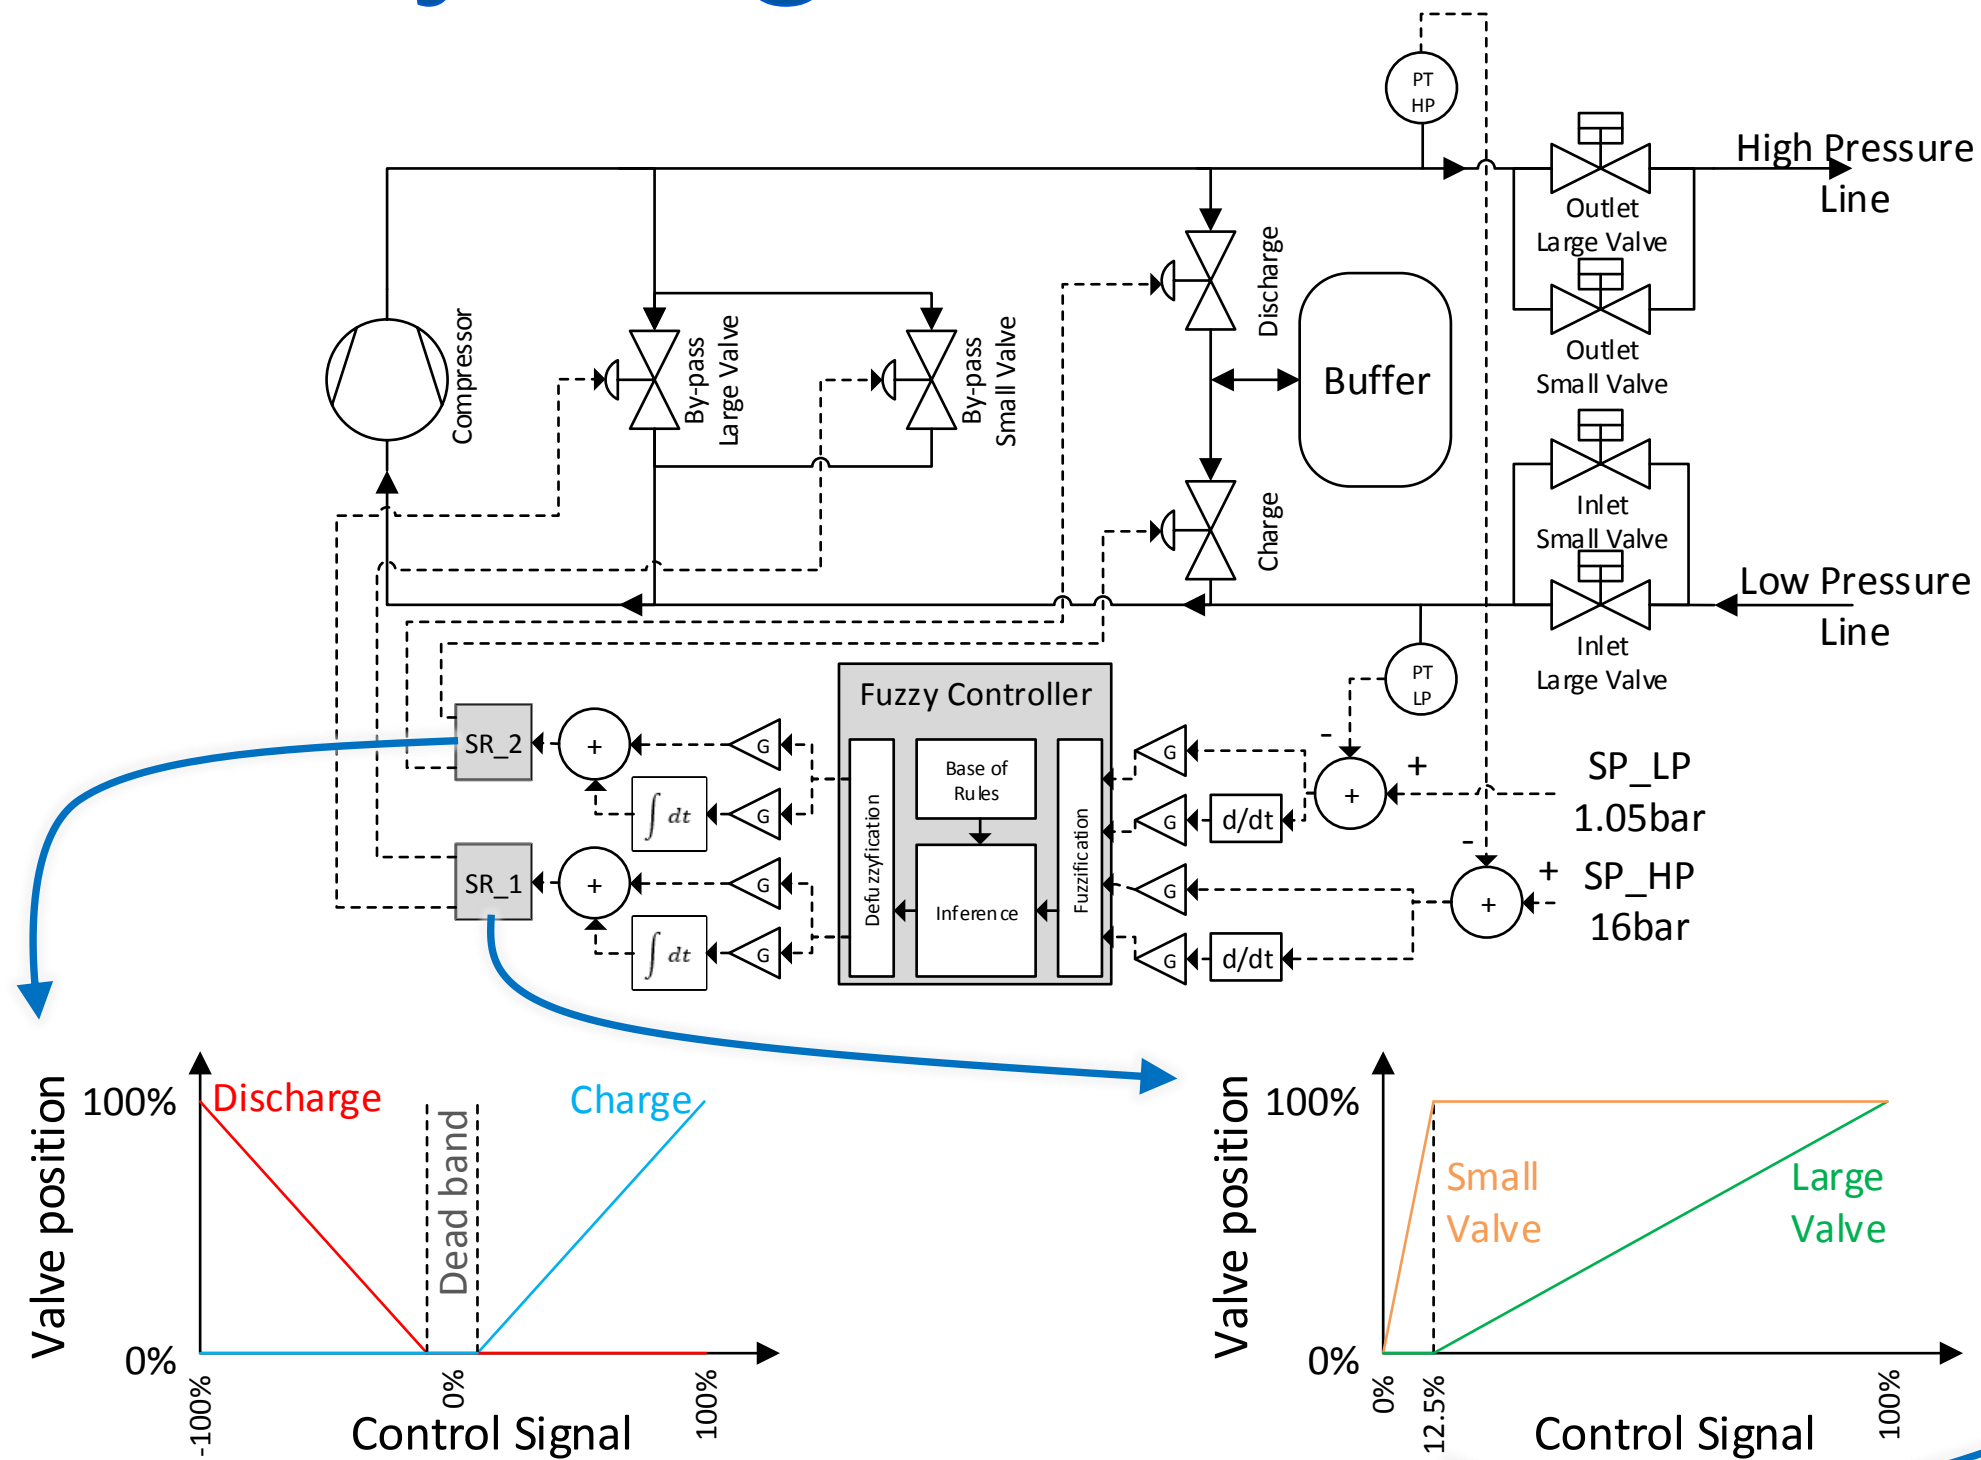 PT
HP
High Pressure
Line
Outlet
Large Valve
Outlet
Small Valve
Compressor
By-pass
Large Valve
By-pass
Small Valve
Discharge
Buffer
Charge
Inlet
Small Valve
Low Pressure
Line
Inlet
Large Valve
PT
LP
Fuzzy Controller
SR_2
+
G
∫ dt
G
Defuzzyfication
Base of
Rules
Inference
Fuzzification
G
G
d/dt
-
+
+
SP_LP
1.05bar
SR_1
+
G
∫ dt
G
G
G
d/dt
-
+
+
SP_HP
16bar
Valve position
100%
0%
Discharge
Dead band
Charge
-100%
0%
100%
Control Signal
Valve position
100%
0%
Small
Valve
Large
Valve
0%
12.5%
100%
Control Signal